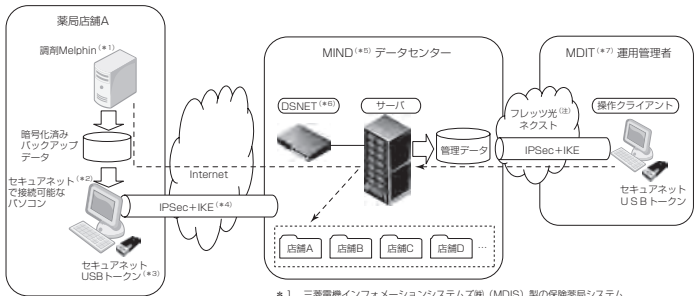 薬局店舗A
調剤Melphin(*1)
暗号化済み
バックアップ
データ
セキュアネット(*2)
で接続可能な
パソコン
セキュアネット
USBトークン(*3)
Internet
IPSec+IKE(*4)
MIND(*5) データセンター
DSNET(*6)
サーバ
管理データ
店舗A
店舗B
店舗C
店舗D
…
フレッツ光(注)
ネクスト
IPSec+IKE
MDIT(*7) 運用管理者
操作クライアント
セキュアネット
USBトークン
*1 三菱電機インフォメーションシステムズ㈱(MDIS)製の保険薬局システム